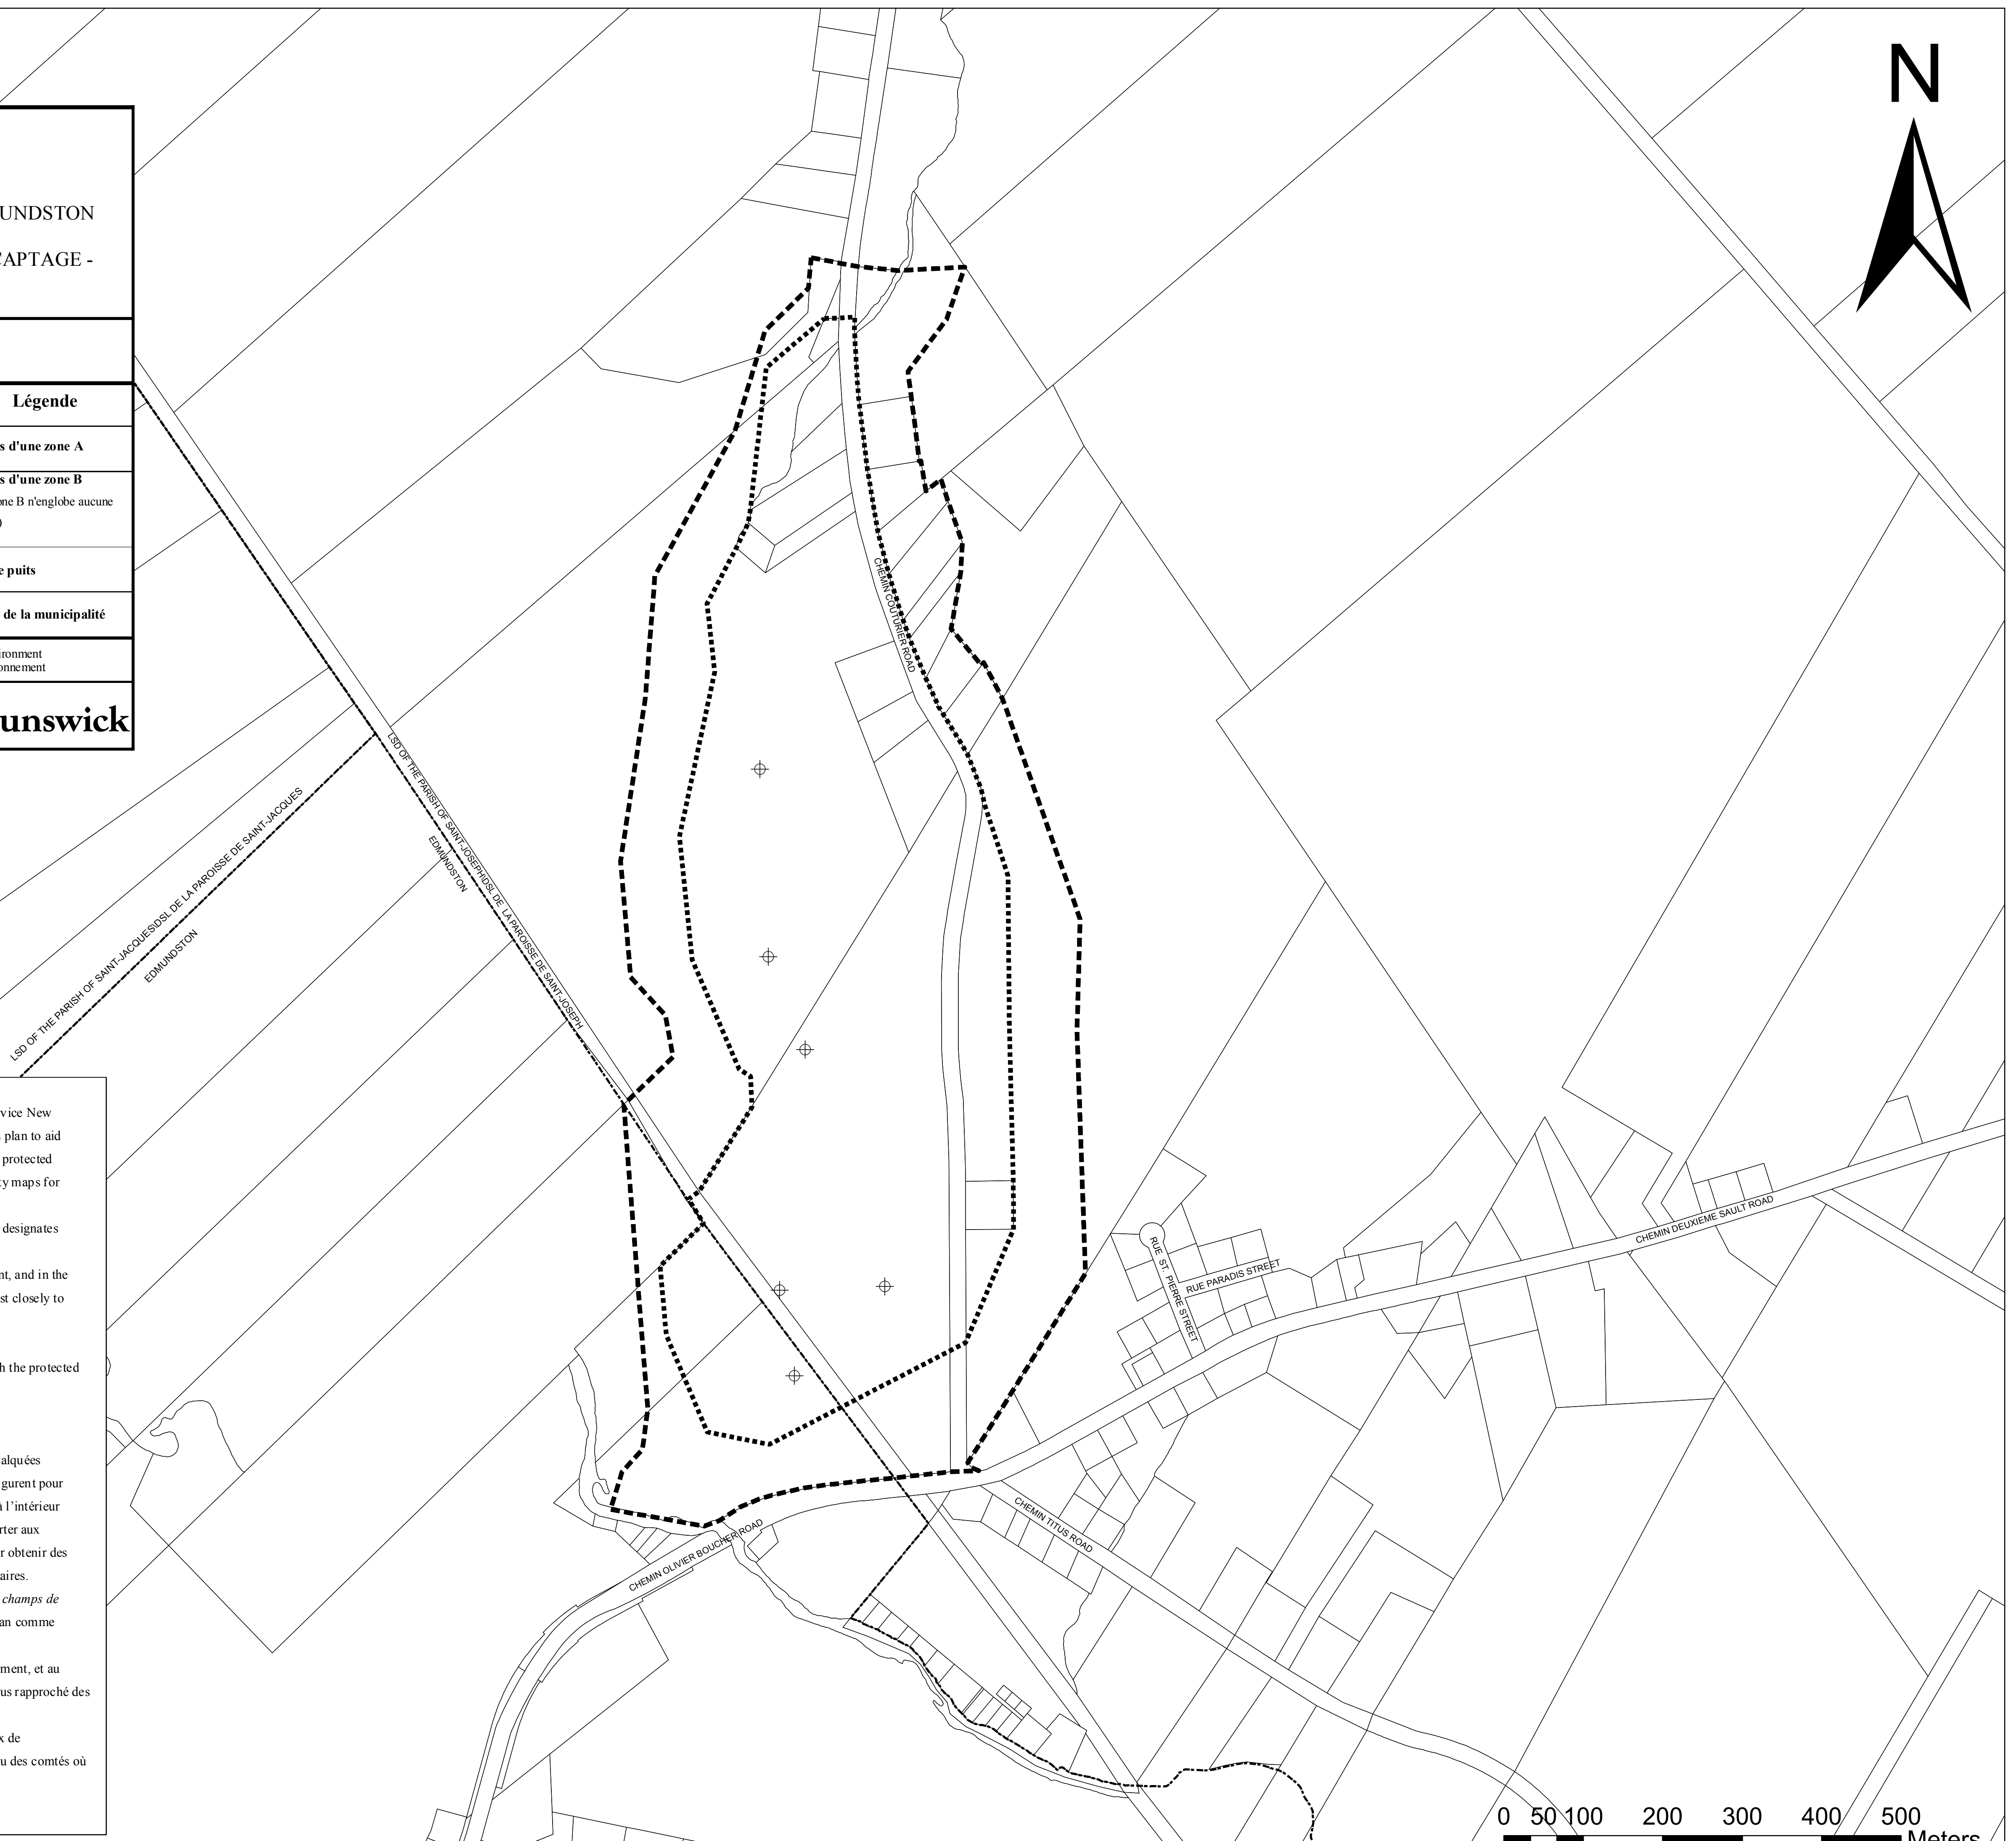 UNDSTON
CAPTAGE -
Légende
s d'une zone A
s d'une zone B
one B n'englobe aucune
)
e puits
de la municipalité
ironment
onnement
unswick
vice New
plan to aid
protected
ty maps for
designates
nt, and in the
st closely to
h the protected
alquées
gurent pour
à l'intérieur
rter aux
r obtenir des
aires.
champs de
an comme
ment, et au
us rapproché des
x de
u des comtés où
N
CHEMIN COUTURIER ROAD
LSD OF THE PARISH OF SAINT-JOSEPH\DSL DE LA PAROISSE DE SAINT-JOSEPH
EDMUNDSTON
LSD OF THE PARISH OF SAINT-JACQUES\DSL DE LA PAROISSE DE SAINT-JACQUES
EDMUNDSTON
CHEMIN DEUXIEME SAULT ROAD
RUE ST. PIERRE STREET
RUE PARADIS STREET
CHEMIN TITUS ROAD
CHEMIN OLIVIER BOUCHER ROAD
0 50 100 200 300 400 500
Meters